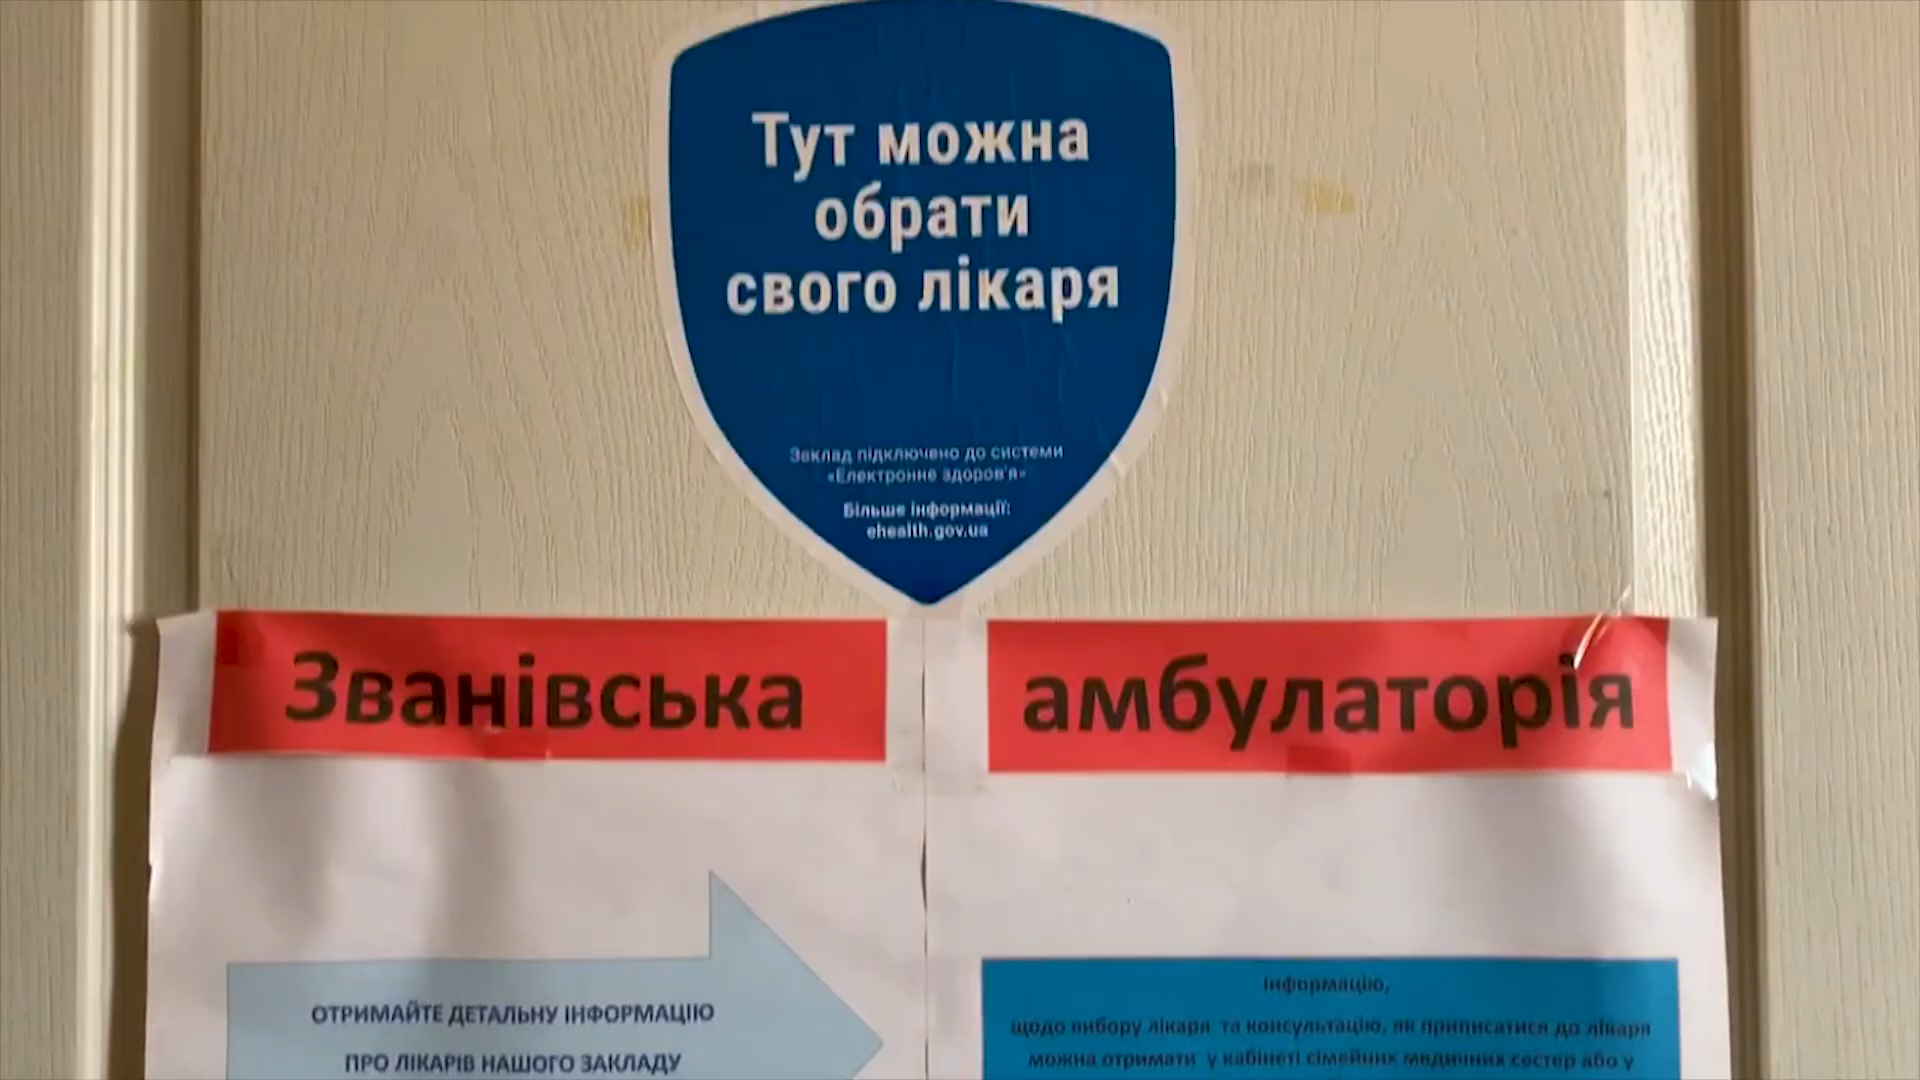 Тут можна
обрати
свого лікаря
Заклад підключено до системи
«Електронне здоров'я»
Більше інформації:
ehealth.gov.ua
Званівська амбулаторія
ОТРИМАЙТЕ ДЕТАЛЬНУ ІНФОРМАЦІЮ
ПРО ЛІКАРІВ НАШОГО ЗАКЛАДУ
Інформацію,
щодо вибору лікаря та консультацію, як приписатися до лікаря
можна отримати у кабінеті сімейних медичних сестер або у